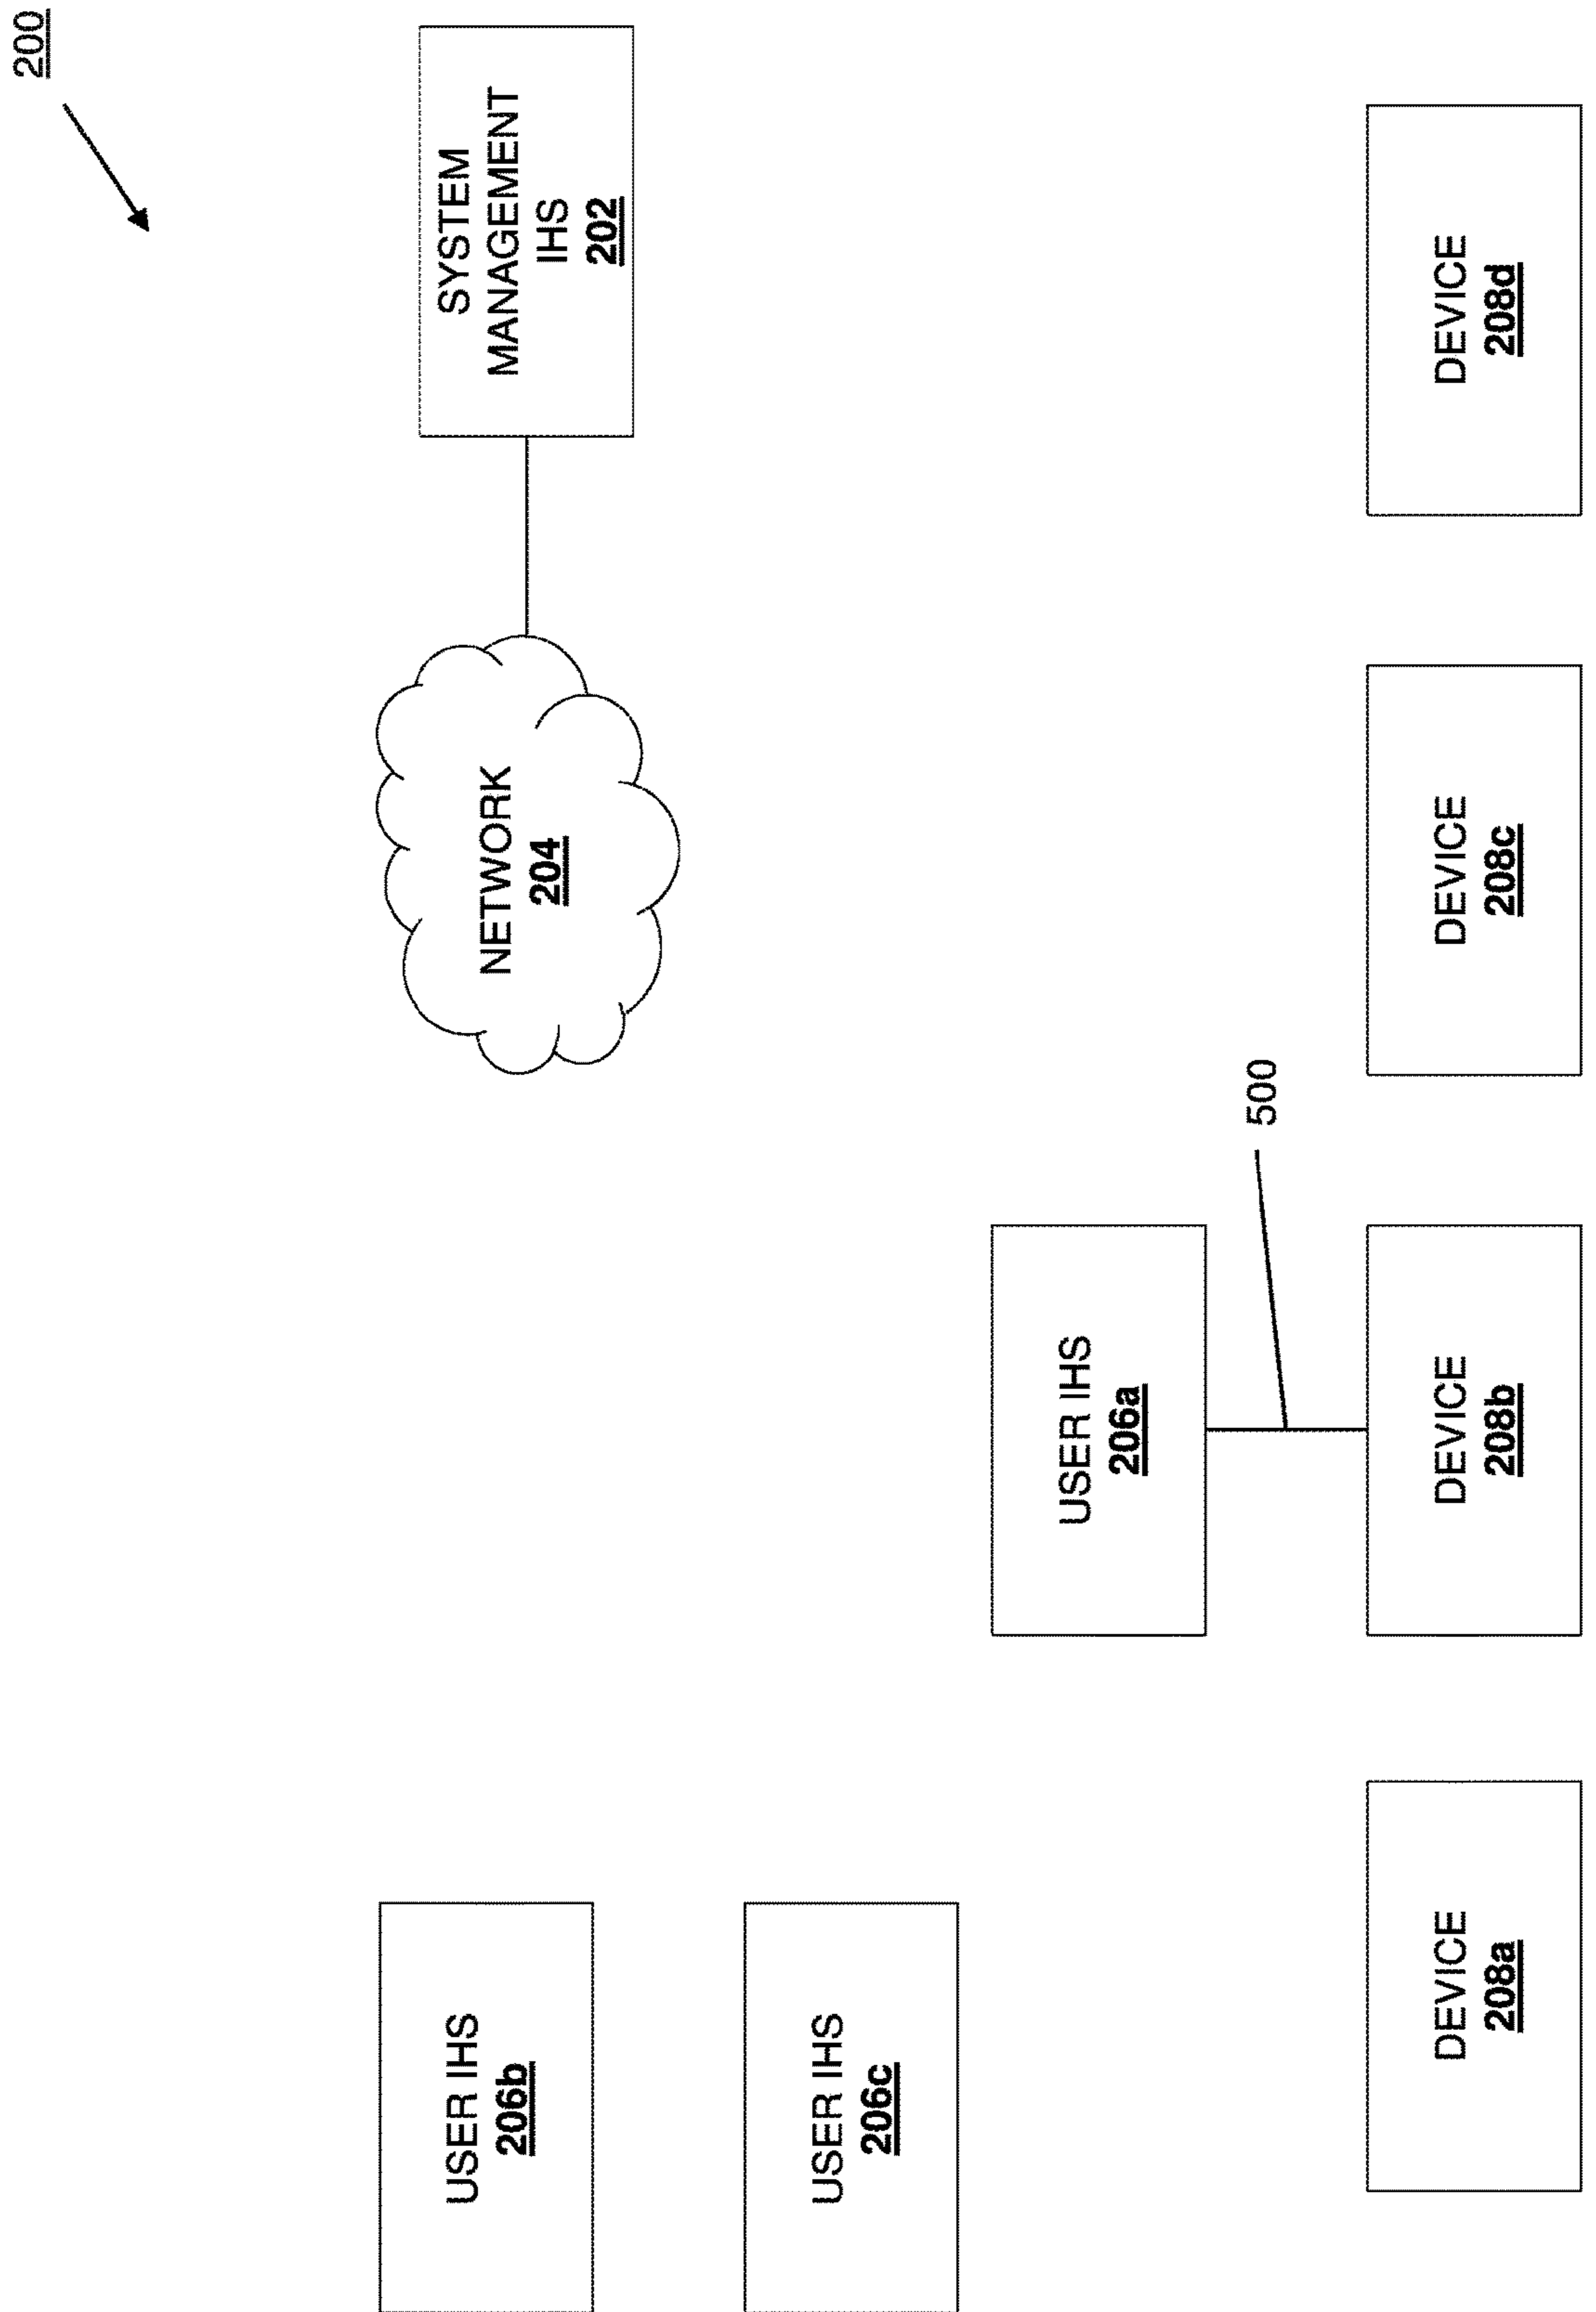 200
SYSTEM
MANAGEMENT
IHS
202
NETWORK
204
USER IHS
206b
USER IHS
206c
USER IHS
206a
500
DEVICE
208a
DEVICE
208b
DEVICE
208c
DEVICE
208d